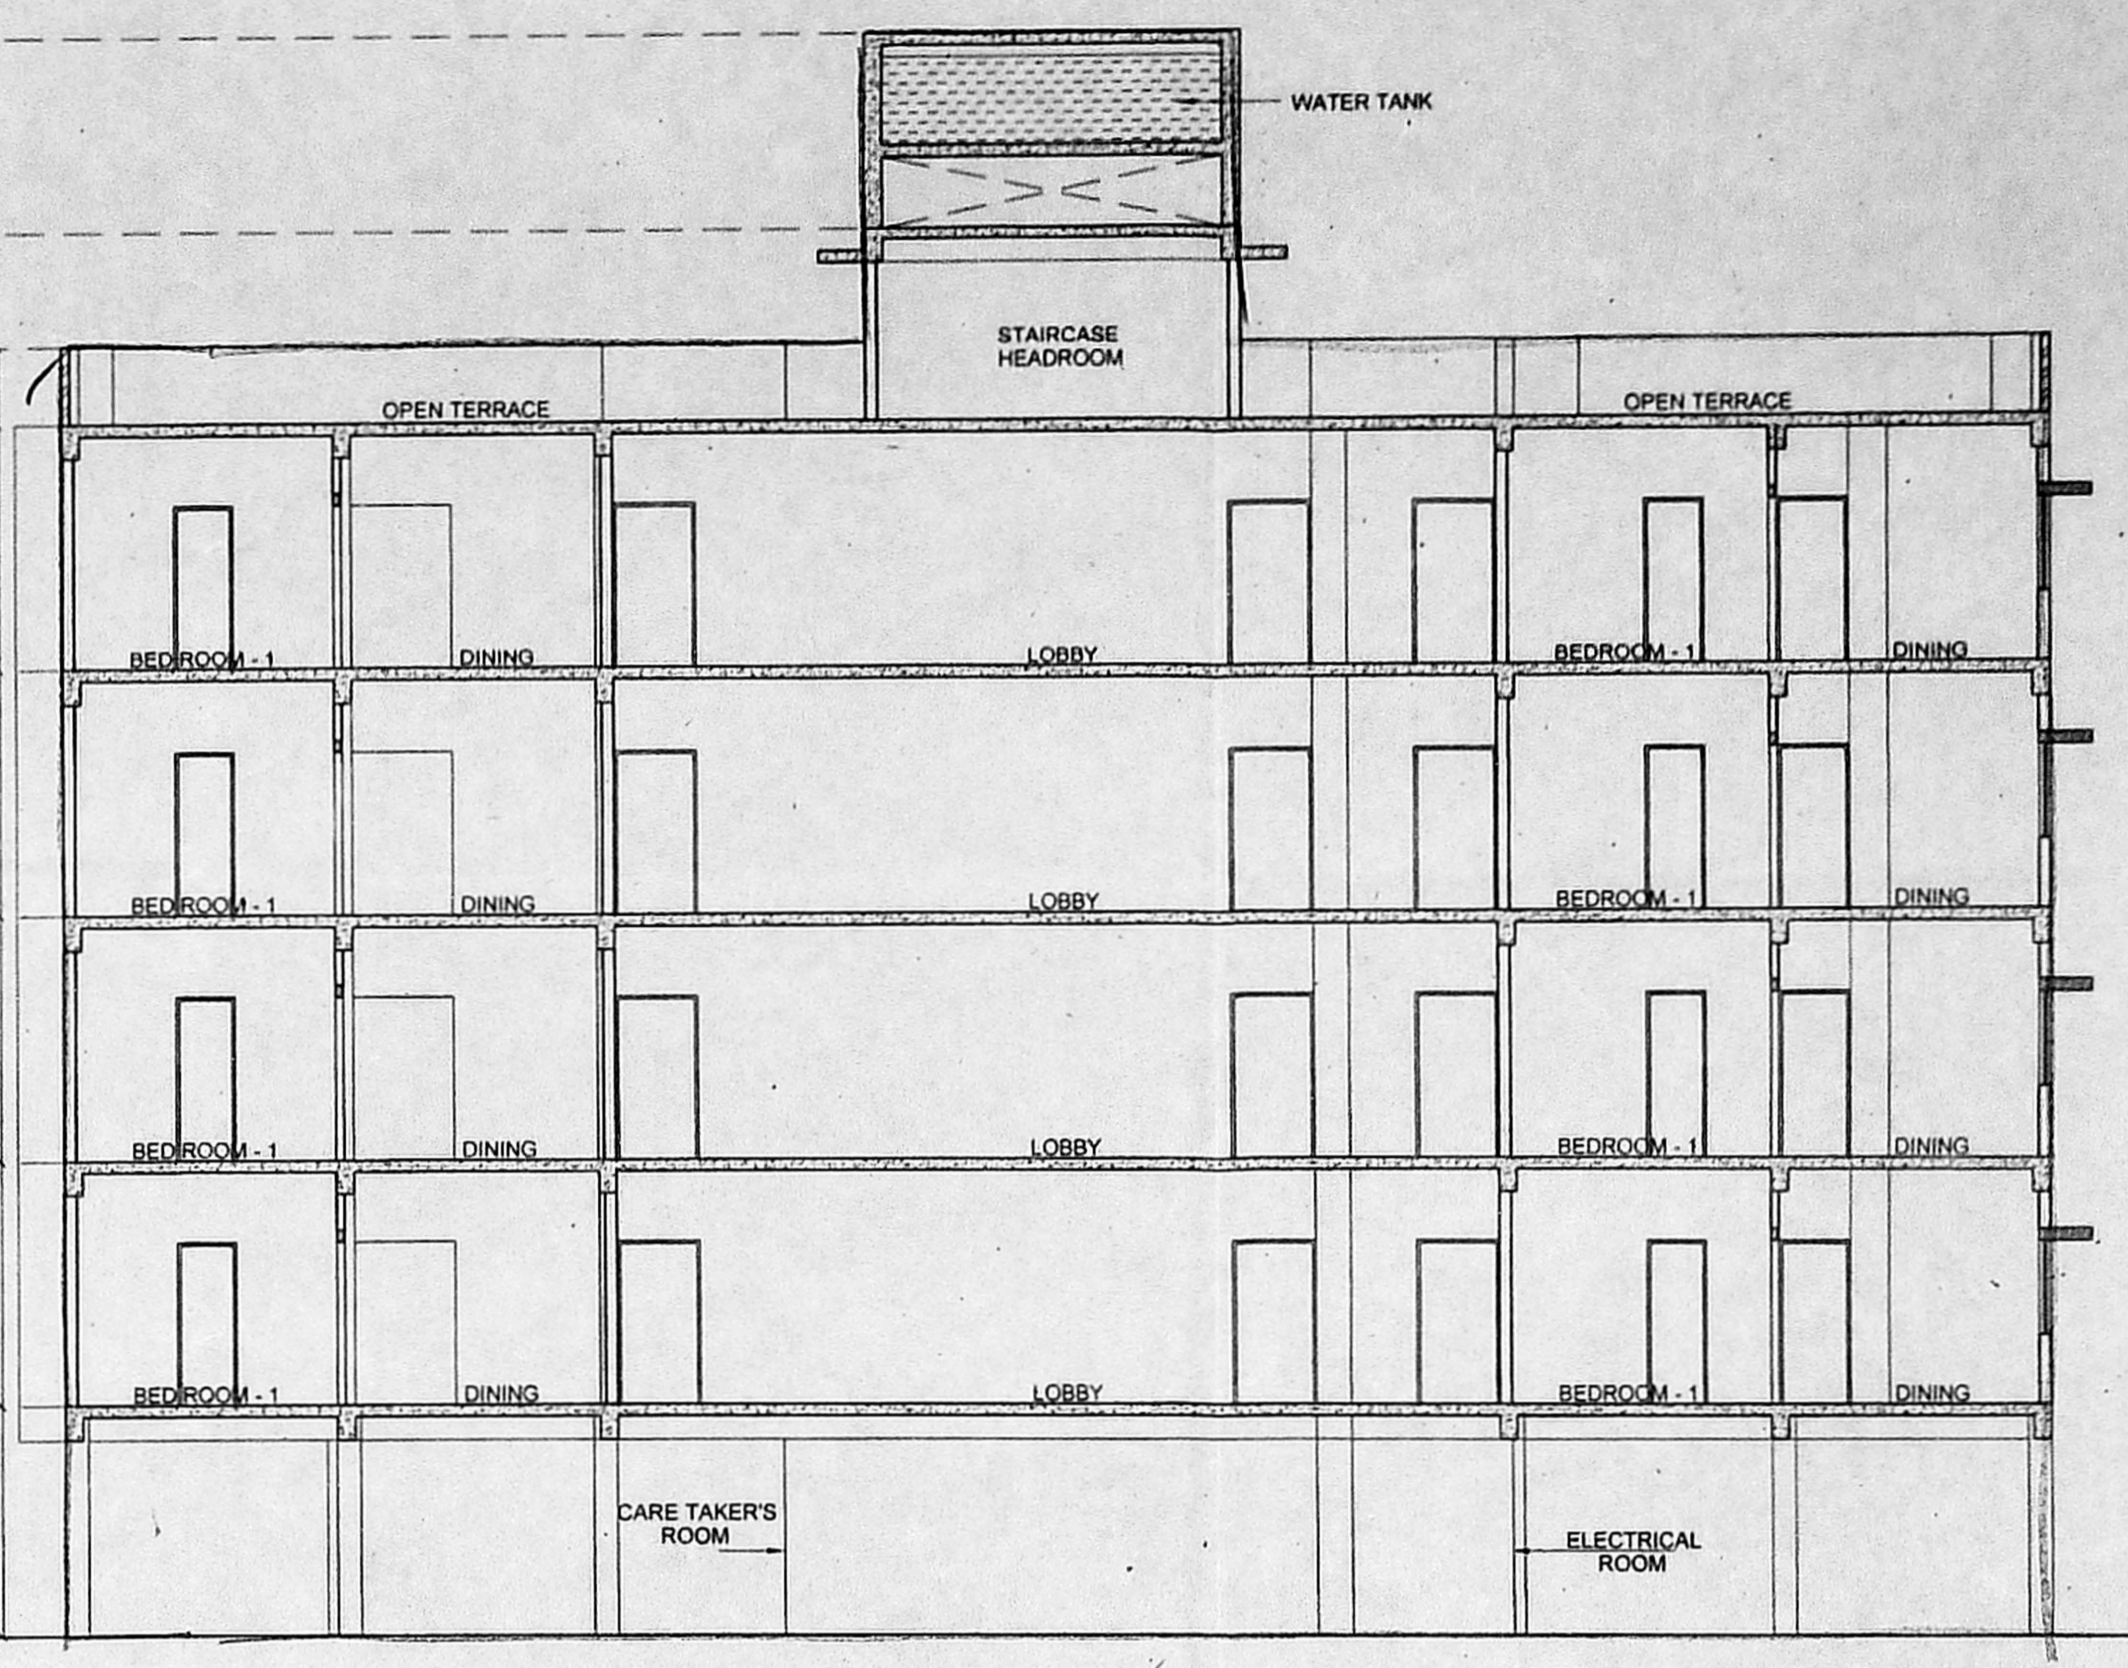 WATER TANK
STAIRCASE
HEADROOM
OPEN TERRACE
OPEN TERRACE
BEDROOM - 1
DINING
LOBBY
BEDROOM - 1
DINING
BEDROOM - 1
DINING
LOBBY
BEDROOM - 1
DINING
BEDROOM - 1
DINING
LOBBY
BEDROOM - 1
DINING
BEDROOM - 1
DINING
LOBBY
BEDROOM - 1
DINING
CARE TAKER'S
ROOM
ELECTRICAL
ROOM